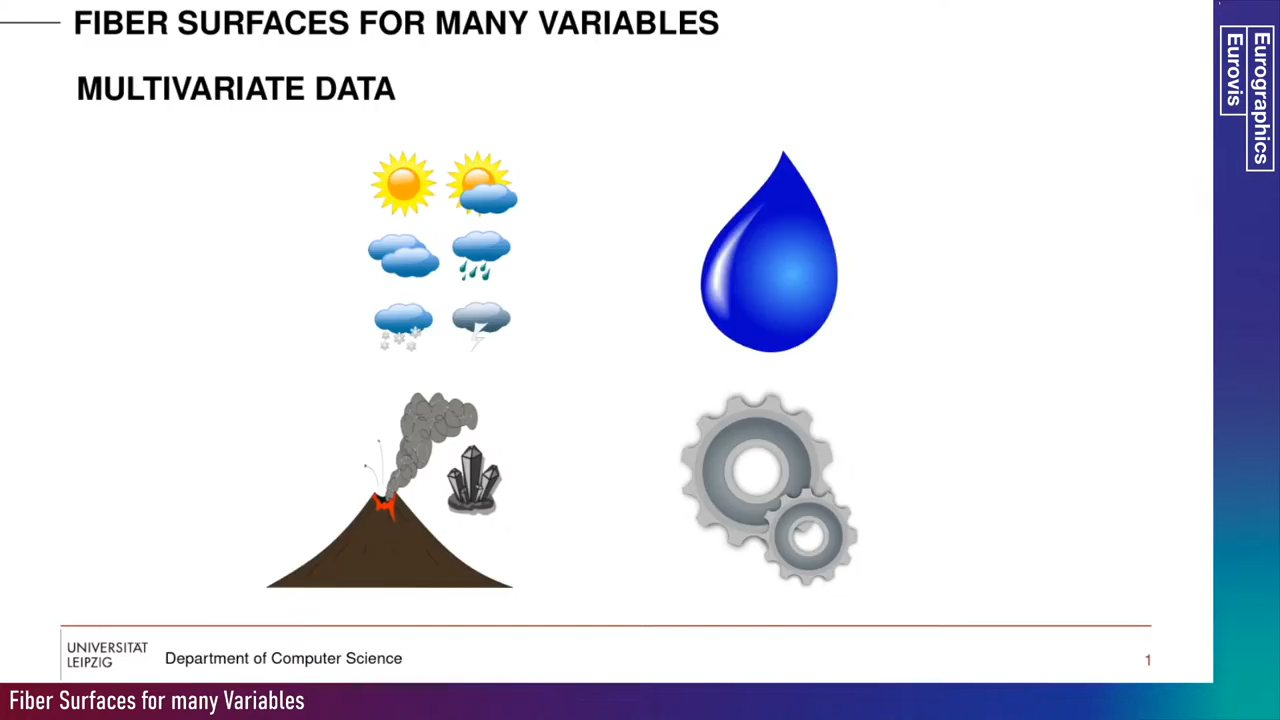 FIBER SURFACES FOR MANY VARIABLES
MULTIVARIATE DATA
Eurographics
Eurovis
UNIVERSITÄT
LEIPZIG
Department of Computer Science
1
Fiber Surfaces for many Variables